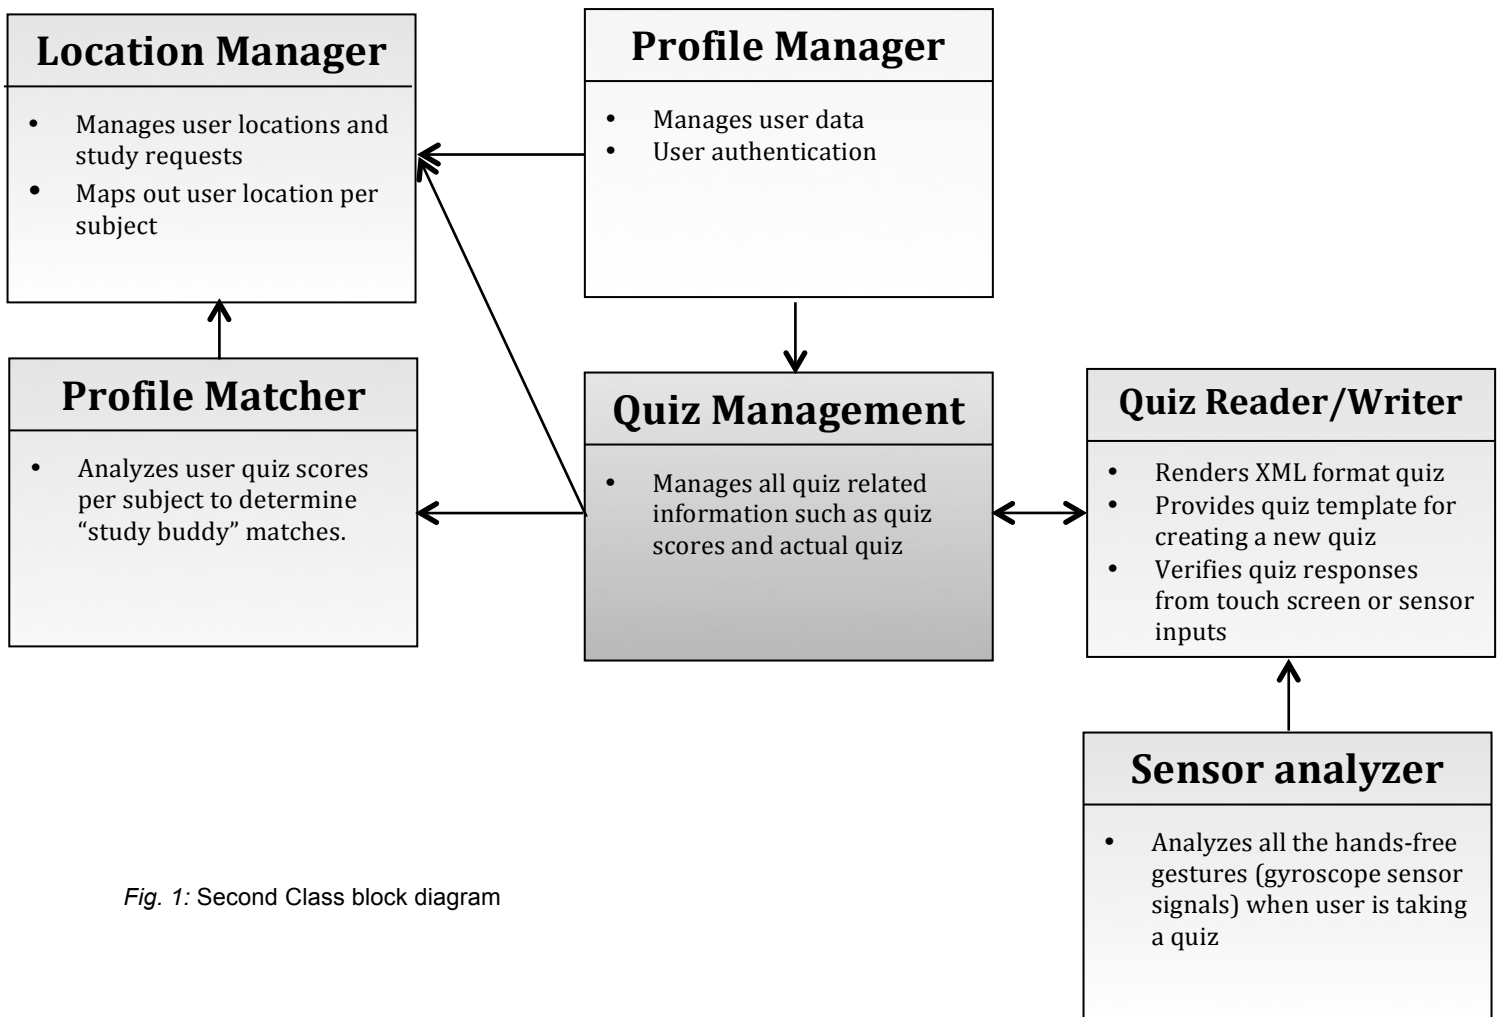 Location Manager
• Manages user locations and
study requests
• Maps out user location per
subject
Profile Manager
• Manages user data
• User authentication
Profile Matcher
• Analyzes user quiz scores
per subject to determine
“study buddy” matches.
Quiz Management
• Manages all quiz related
information such as quiz
scores and actual quiz
Quiz Reader/Writer
• Renders XML format quiz
• Provides quiz template for
creating a new quiz
• Verifies quiz responses
from touch screen or sensor
inputs
Sensor analyzer
• Analyzes all the hands-free
gestures (gyroscope sensor
signals) when user is taking
a quiz
Fig. 1: Second Class block diagram